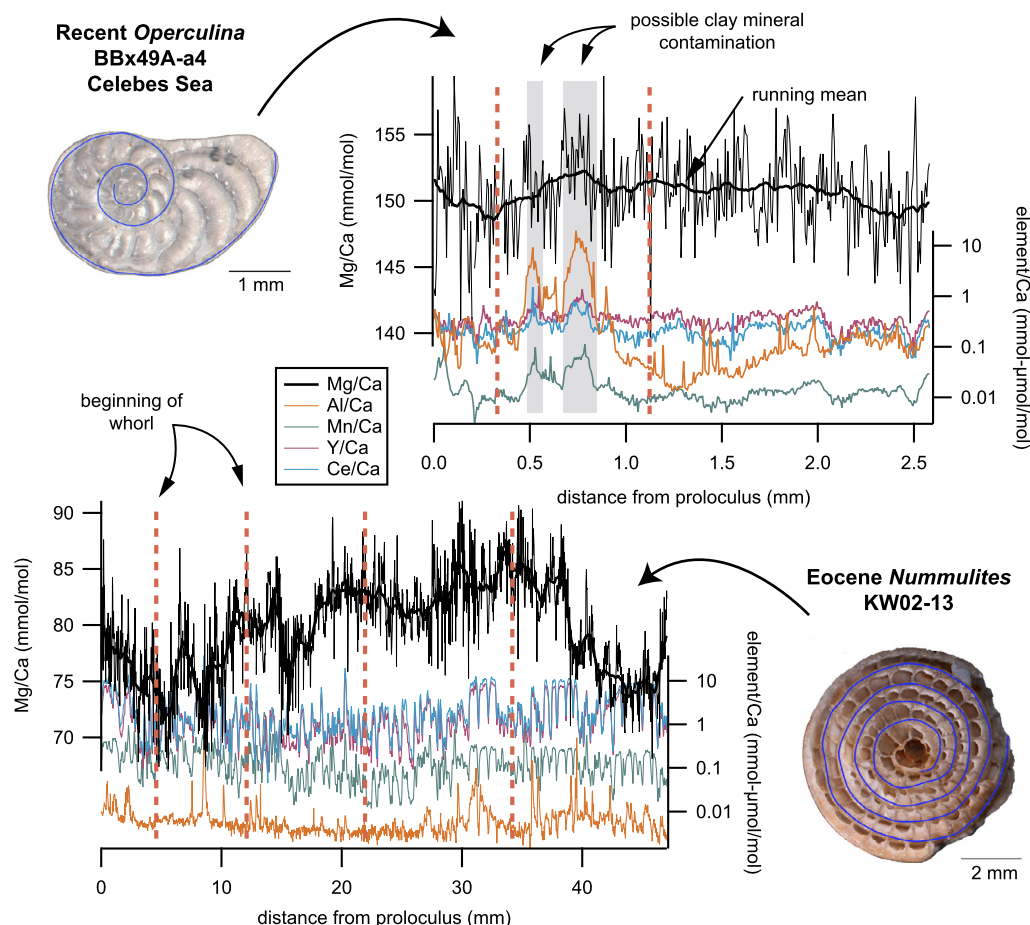 Recent Operculina
BBx49A-a4
Celebes Sea
1 mm
possible clay mineral
contamination
running mean
Mg/Ca (mmol/mol)
155
150
145
140
element/Ca (mmol-μmol/mol)
10
1
0.1
0.01
0.0
0.5
1.0
1.5
2.0
2.5
distance from proloculus (mm)
Mg/Ca
Al/Ca
Mn/Ca
Y/Ca
Ce/Ca
beginning of
whorl
Mg/Ca (mmol/mol)
90
85
80
75
70
element/Ca (mmol-μmol/mol)
10
1
0.1
0.01
0
10
20
30
40
distance from proloculus (mm)
Eocene Nummulites
KW02-13
2 mm